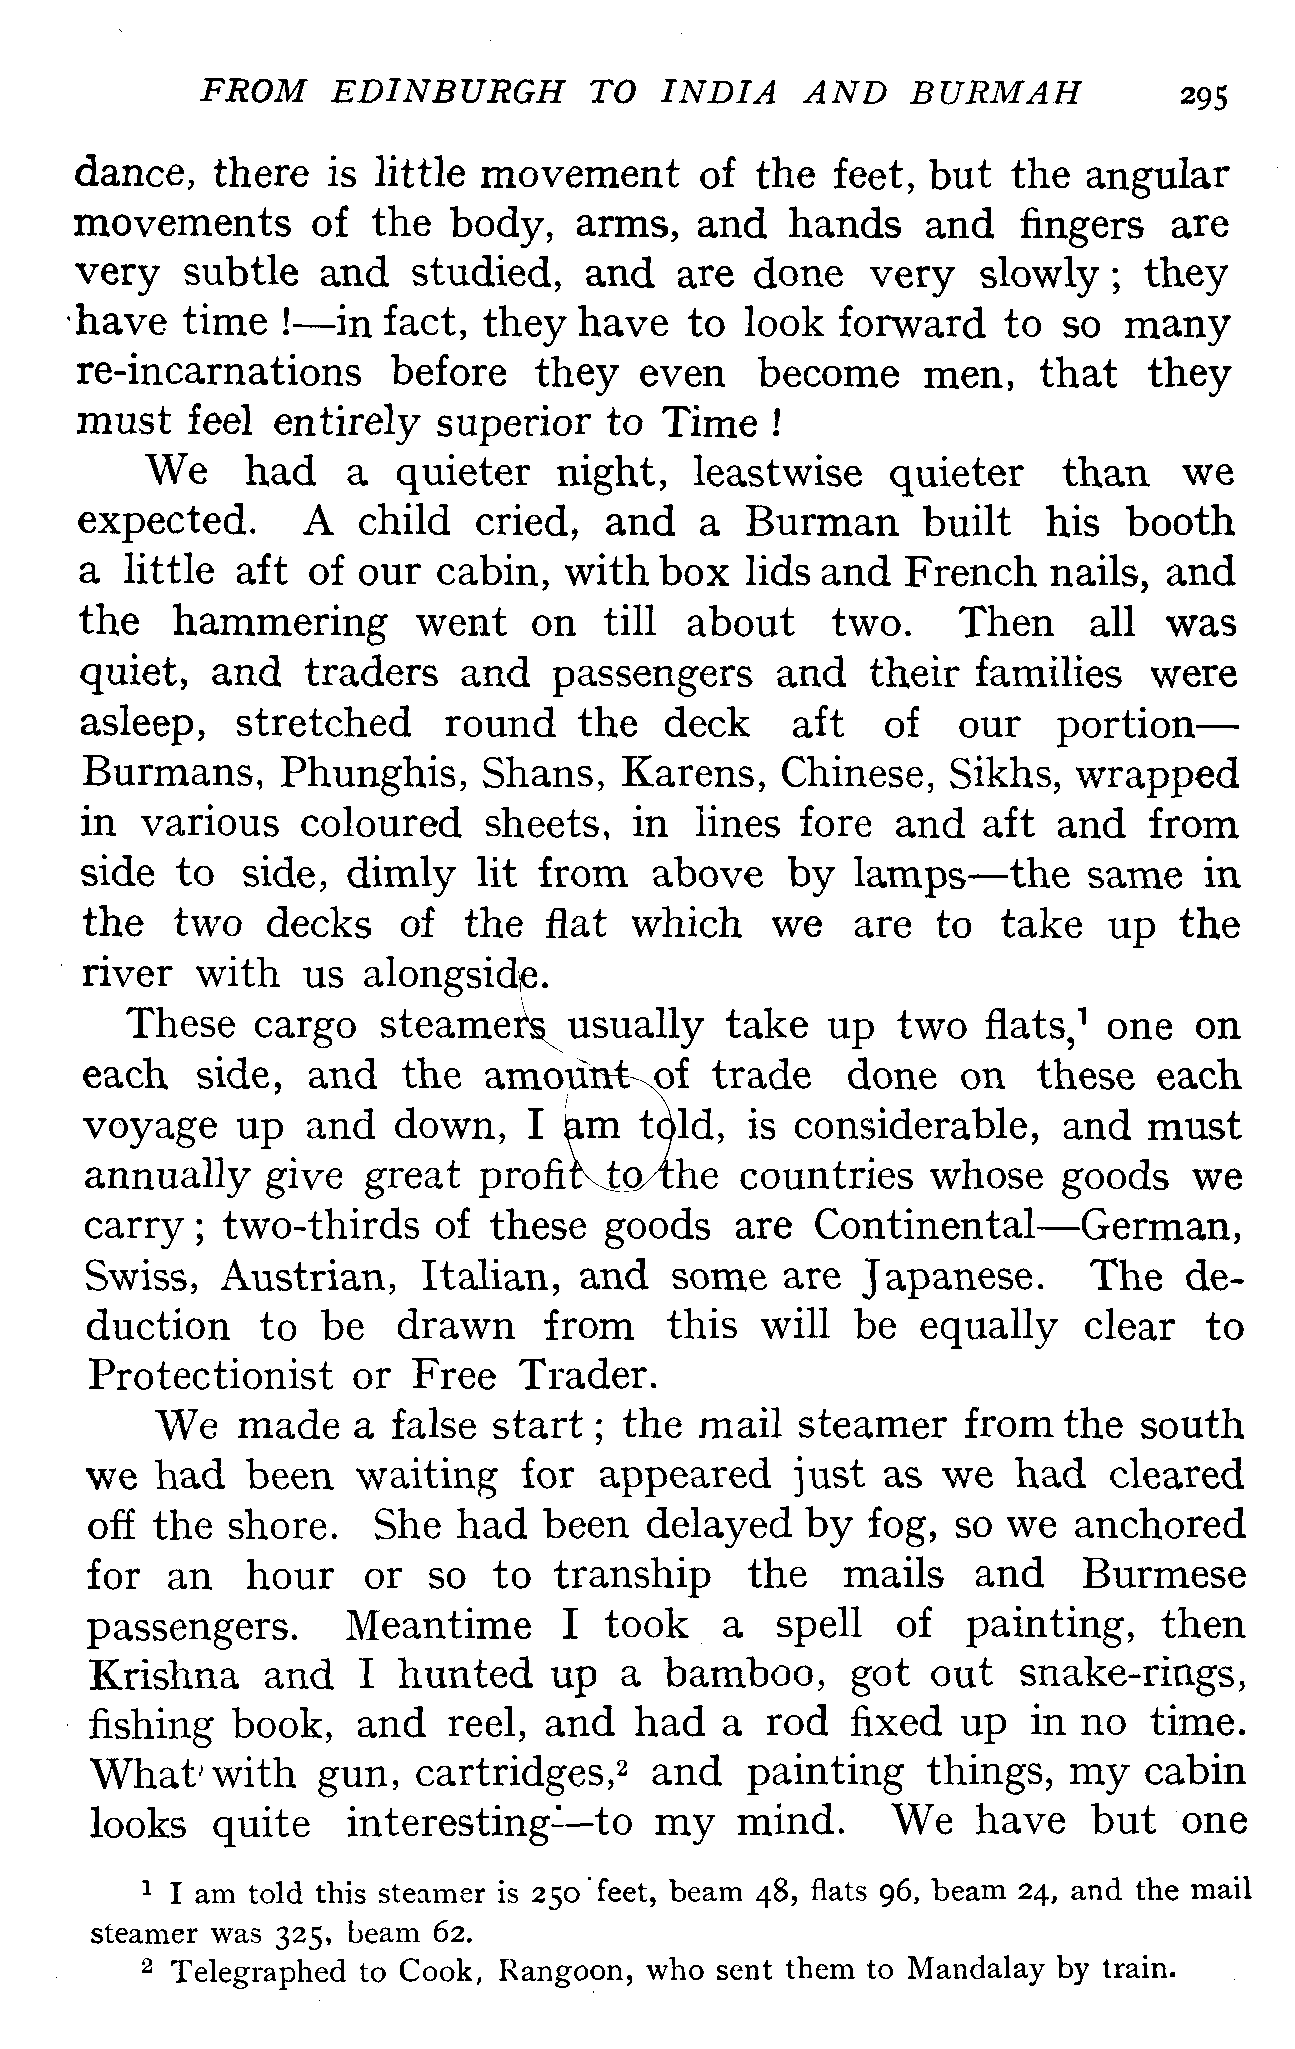 FROM EDINBURGH TO INDIA AND BURMAH 295
dance, there is little movement of the feet, but the angular
movements of the body, arms, and hands and fingers are
very subtle and studied, and are done very slowly ; they
have time !—in fact, they have to look forward to so many
re-incarnations before they even become men, that they
must feel entirely superior to Time !
We had a quieter night, leastwise quieter than we
expected. A child cried, and a Burman built his booth
a little aft of our cabin, with box lids and French nails, and
the hammering went on till about two. Then all was
quiet, and traders and passengers and their families were
asleep, stretched round the deck aft of our portion—
Burmans, Phunghis, Shans, Karens, Chinese, Sikhs, wrapped
in various coloured sheets, in lines fore and aft and from
side to side, dimly lit from above by lamps—the same in
the two decks of the flat which we are to take up the
river with us alongside.
These cargo steamers usually take up two flats,¹ one on
each side, and the amount of trade done on these each
voyage up and down, I am told, is considerable, and must
annually give great profit to the countries whose goods we
carry ; two-thirds of these goods are Continental—German,
Swiss, Austrian, Italian, and some are Japanese. The de-
duction to be drawn from this will be equally clear to
Protectionist or Free Trader.
We made a false start ; the mail steamer from the south
we had been waiting for appeared just as we had cleared
off the shore. She had been delayed by fog, so we anchored
for an hour or so to tranship the mails and Burmese
passengers. Meantime I took a spell of painting, then
Krishna and I hunted up a bamboo, got out snake-rings,
fishing book, and reel, and had a rod fixed up in no time.
What with gun, cartridges,² and painting things, my cabin
looks quite interesting—to my mind. We have but one
¹ I am told this steamer is 250 feet, beam 48, flats 96, beam 24, and the mail
steamer was 325, beam 62.
² Telegraphed to Cook, Rangoon, who sent them to Mandalay by train.